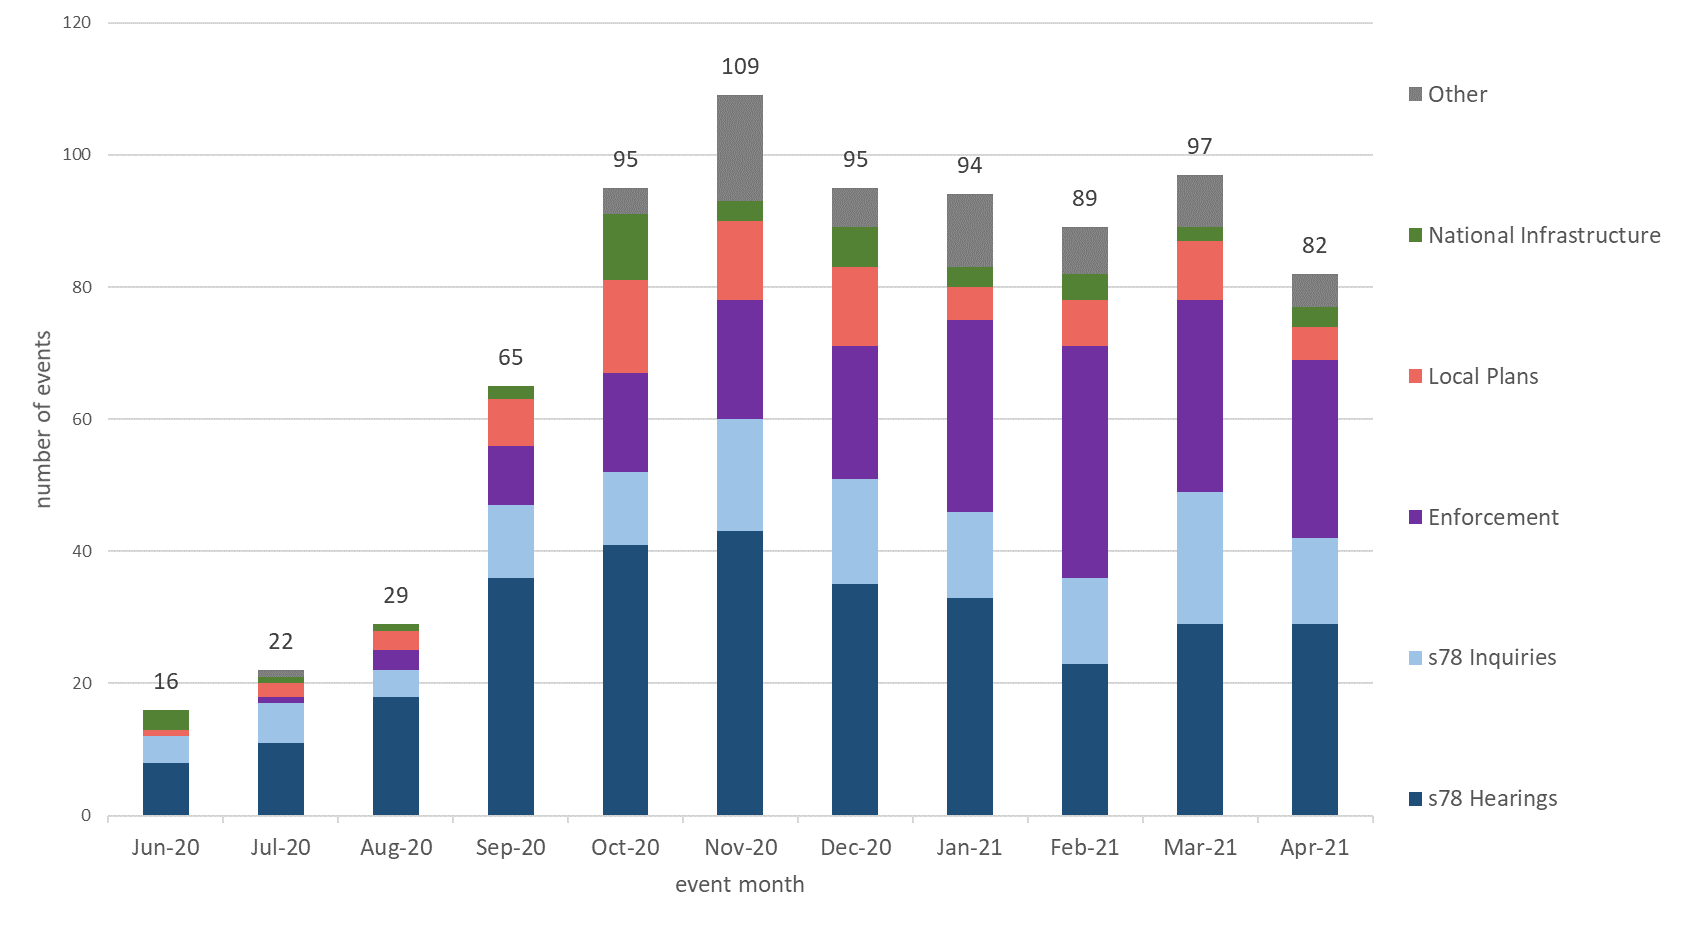 120
100
80
60
40
20
0
number of events
16
22
29
65
95
109
95
94
89
97
82
Jun-20
Jul-20
Aug-20
Sep-20
Oct-20
Nov-20
Dec-20
Jan-21
Feb-21
Mar-21
Apr-21
event month
Other
National Infrastructure
Local Plans
Enforcement
s78 Inquiries
s78 Hearings